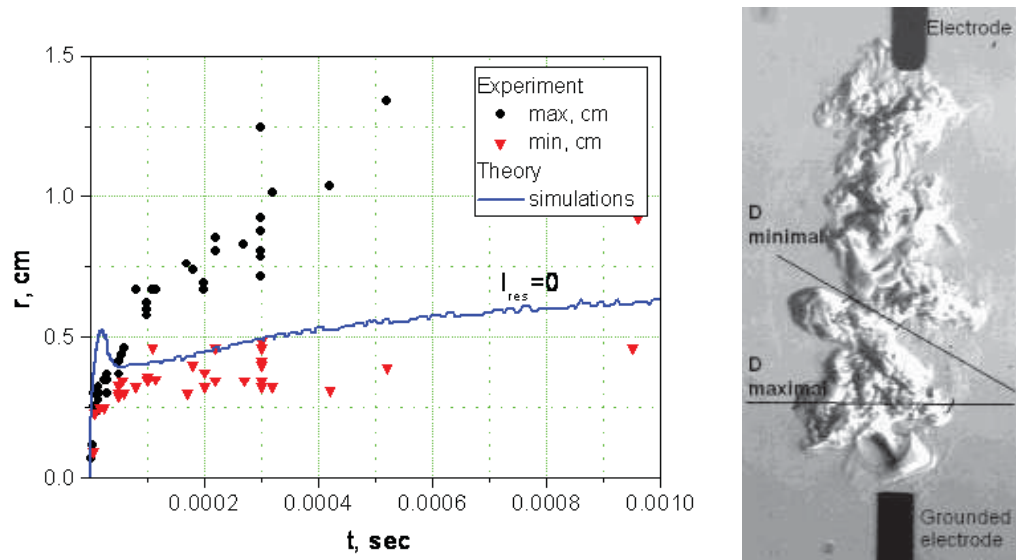 1.5
1.0
0.5
0.0
r, cm
0.0002
0.0004
0.0006
0.0008
0.0010
t, sec
Experiment
max, cm
min, cm
Theory
simulations
I_res=0
Electrode
D
minimal
D
maximal
Grounded
electrode